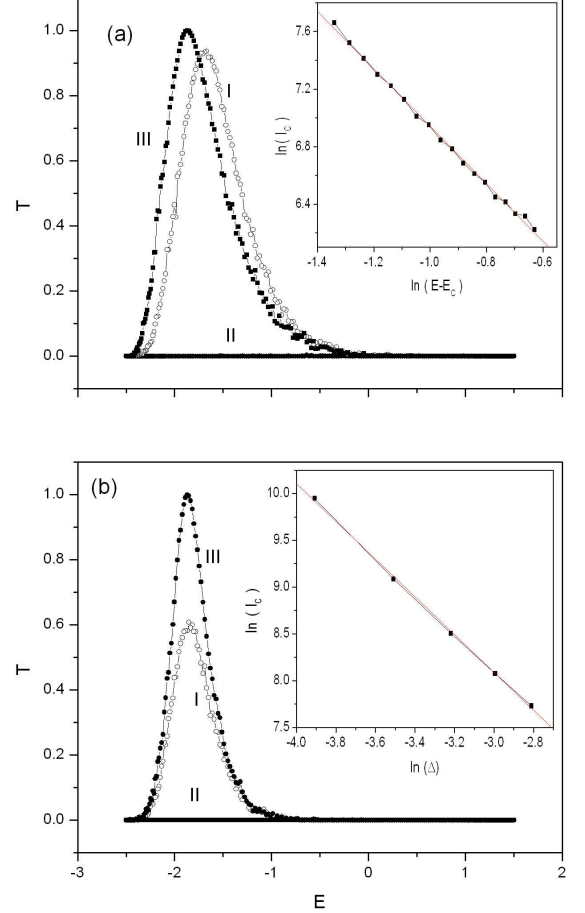 (a)
1.0
0.8
0.6
0.4
0.2
0.0
T
I
III
II
7.6
7.2
6.8
6.4
ln ( I_C )
-1.4 -1.2 -1.0 -0.8 -0.6
ln ( E-E_C )
(b)
1.0
0.8
0.6
0.4
0.2
0.0
T
III
I
II
10.0
9.5
9.0
8.5
8.0
7.5
ln ( I_C )
-4.0 -3.8 -3.6 -3.4 -3.2 -3.0 -2.8
ln (Δ)
-3 -2 -1 0 1 2
E